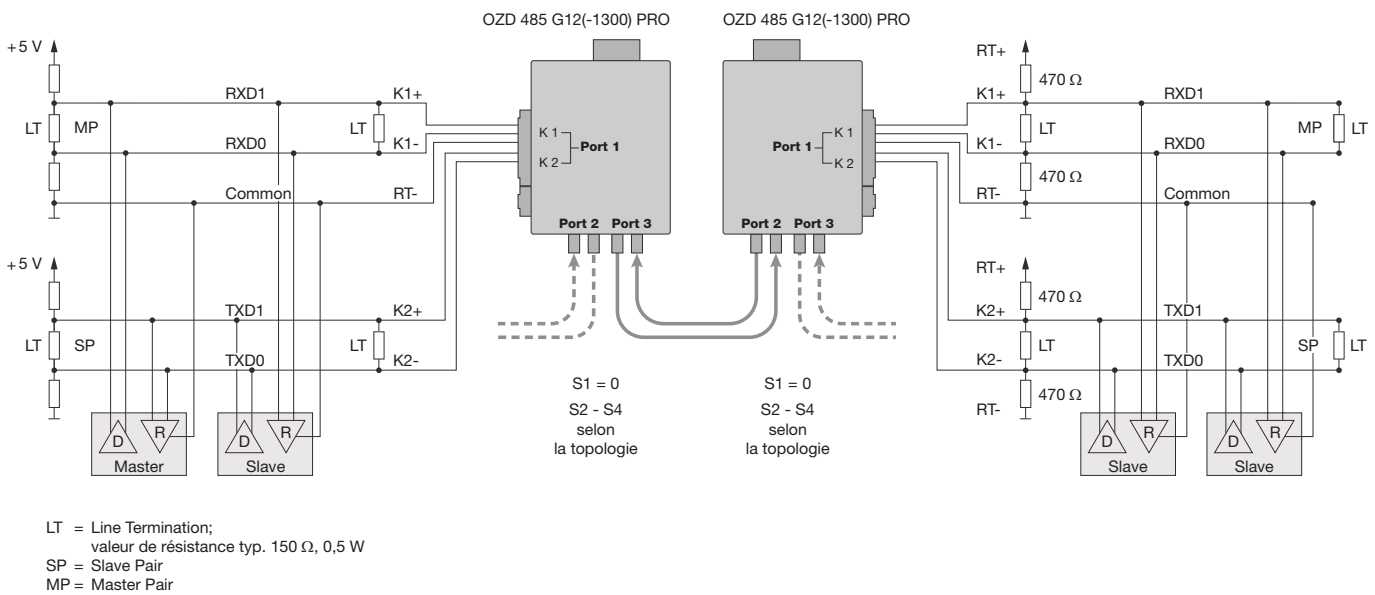 OZD 485 G12(-1300) PRO
OZD 485 G12(-1300) PRO
+5 V
RXD1
K1+
LT
MP
LT
RXD0
K1-
Common
RT-
+5 V
TXD1
K2+
LT
SP
LT
TXD0
K2-
D
R
Master
D
R
Slave
K 1
Port 1
K 2
Port 2
Port 3
K 1
Port 1
K 2
Port 2
Port 3
S1 = 0
S2 - S4
selon
la topologie
S1 = 0
S2 - S4
selon
la topologie
RT+
470 Ω
K1+
RXD1
LT
MP
LT
K1-
RXD0
470 Ω
RT-
Common
RT+
470 Ω
K2+
TXD1
LT
SP
LT
K2-
TXD0
470 Ω
RT-
D
R
Slave
D
R
Slave
LT = Line Termination;
valeur de résistance typ. 150 Ω, 0,5 W
SP = Slave Pair
MP = Master Pair